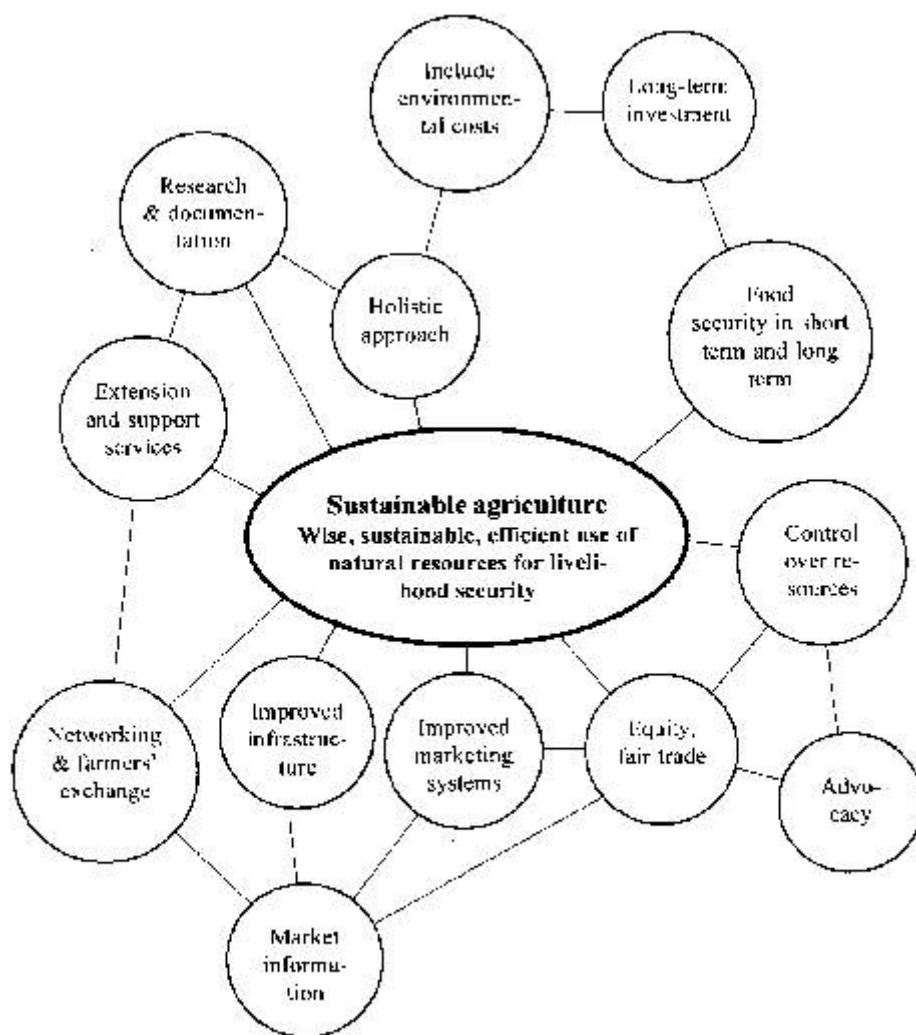 Include
environmen-
tal costs
Long-term
investment
Research
& documen-
tation
Holistic
approach
Food
security in short
term and long
term
Extension
and support
services
Sustainable agriculture
Wise, sustainable, efficient use of
natural resources for liveli-
hood security
Control
over re-
sources
Networking
& farmers'
exchange
Improved
infrastruc-
ture
Improved
marketing
systems
Equity,
fair trade
Advo-
cacy
Market
informa-
tion